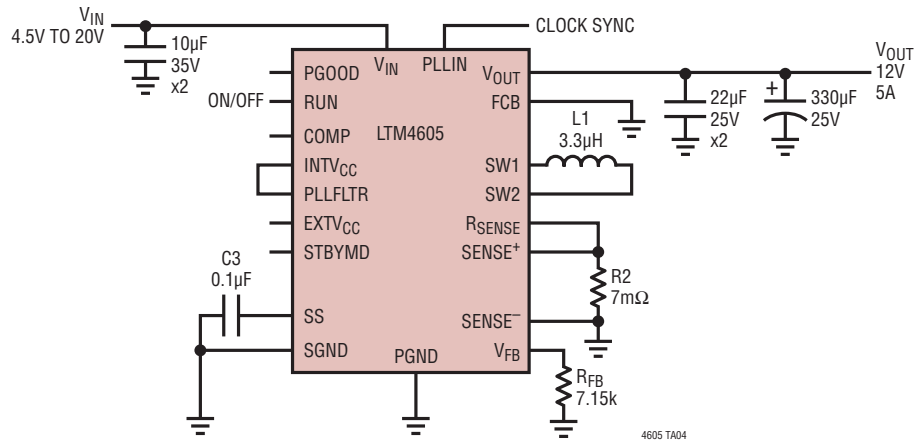 VIN
4.5V TO 20V
10µF
35V
x2
CLOCK SYNC
VIN
PLLIN
PGOOD
VOUT
ON/OFF
RUN
FCB
COMP
LTM4605
INTVCC
SW1
PLLFLTR
SW2
EXTVCC
RSENSE
STBYMD
SENSE+
SS
SENSE–
SGND
PGND
VFB
C3
0.1µF
L1
3.3µH
22µF
25V
x2
+
330µF
25V
VOUT
12V
5A
R2
7mΩ
RFB
7.15k
4605 TA04